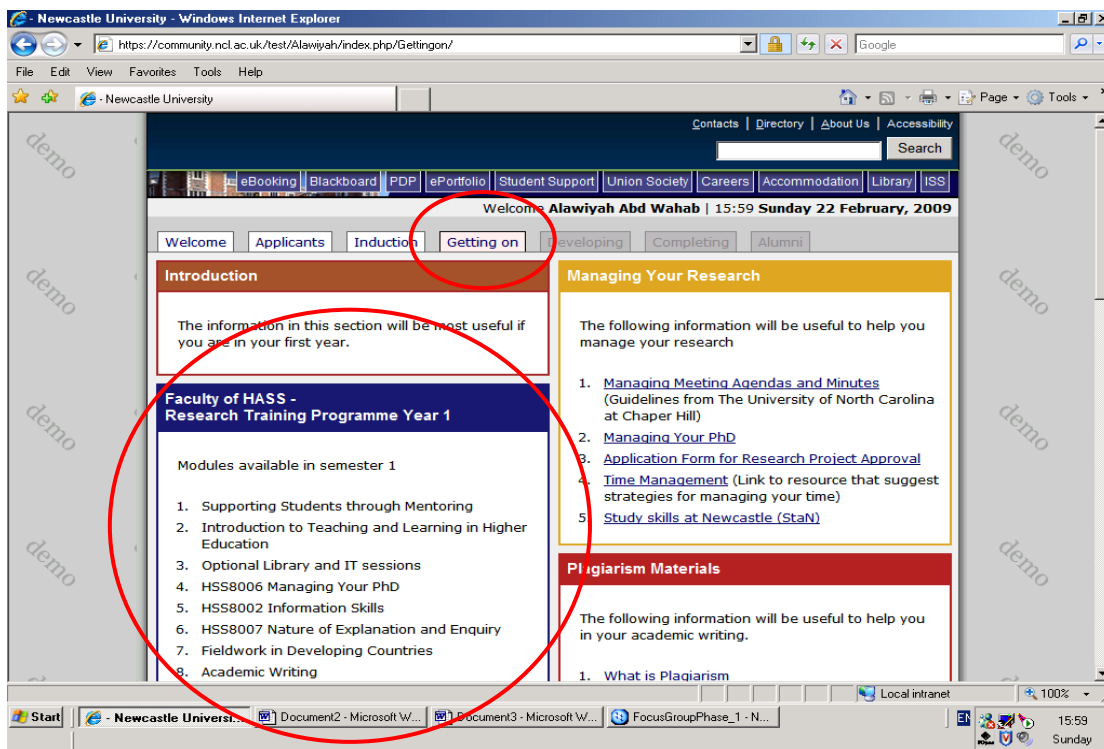 - Newcastle University - Windows Internet Explorer
https://community.ncl.ac.uk/test/Alawiyah/index.php/Gettingon/
Google
File Edit View Favorites Tools Help
- Newcastle University
Page Tools
Contacts | Directory | About Us | Accessibility
Search
eBooking Blackboard PDP ePortfolio Student Support Union Society Careers Accommodation Library ISS
Welcome Alawiyah Abd Wahab | 15:59 Sunday 22 February, 2009
Welcome Applicants Induction Getting on Developing Completing Alumni
Introduction
The information in this section will be most useful if
you are in your first year.
Faculty of HASS -
Research Training Programme Year 1
Modules available in semester 1
1. Supporting Students through Mentoring
2. Introduction to Teaching and Learning in Higher
Education
3. Optional Library and IT sessions
4. HSS8006 Managing Your PhD
5. HSS8002 Information Skills
6. HSS8007 Nature of Explanation and Enquiry
7. Fieldwork in Developing Countries
8. Academic Writing
Managing Your Research
The following information will be useful to help you
manage your research
1. Managing Meeting Agendas and Minutes
(Guidelines from The University of North Carolina
at Chaper Hill)
2. Managing Your PhD
3. Application Form for Research Project Approval
4. Time Management (Link to resource that suggest
strategies for managing your time)
5. Study skills at Newcastle (StaN)
Plagiarism Materials
The following information will be useful to help you
in your academic writing.
1. What is Plagiarism
demo
demo
demo
demo
demo
demo
demo
demo
Local intranet 100%
Start - Newcastle Universi... Document2 - Microsoft W... Document3 - Microsoft W... FocusGroupPhase_1 - N... EN 15:59
Sunday